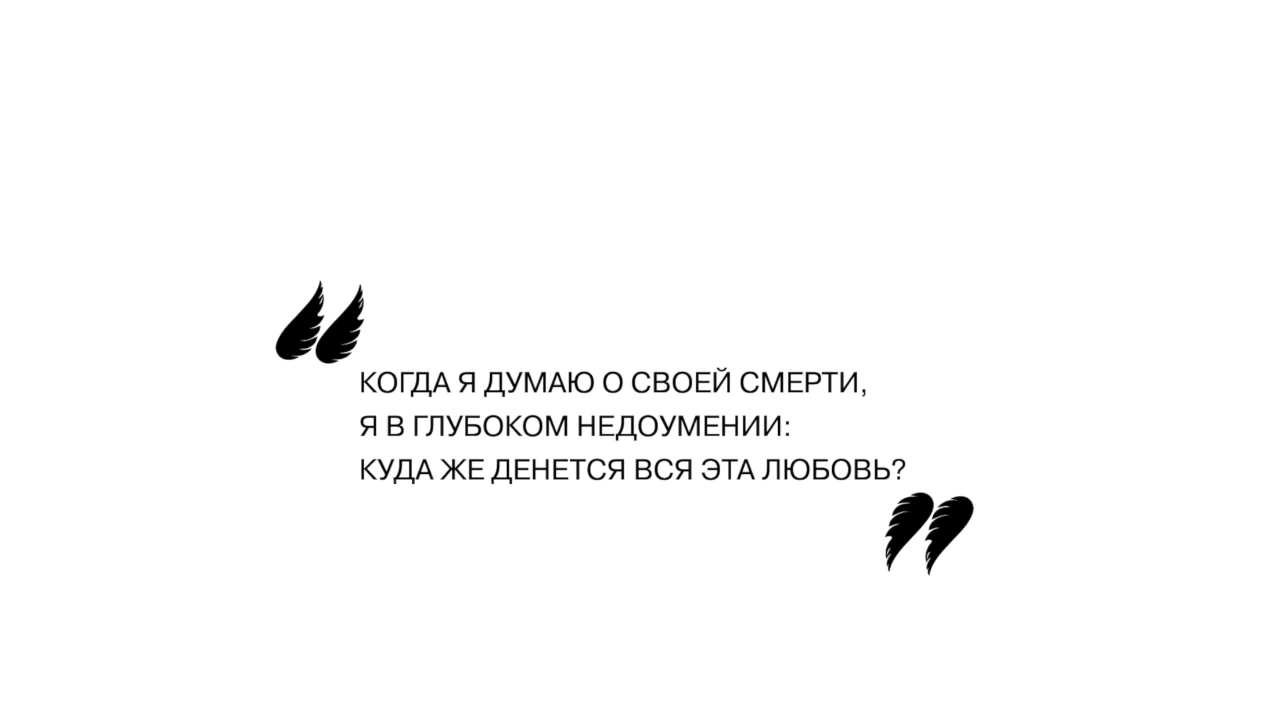 КОГДА Я ДУМАЮ О СВОЕЙ СМЕРТИ,
Я В ГЛУБОКОМ НЕДОУМЕНИИ:
КУДА ЖЕ ДЕНЕТСЯ ВСЯ ЭТА ЛЮБОВЬ?